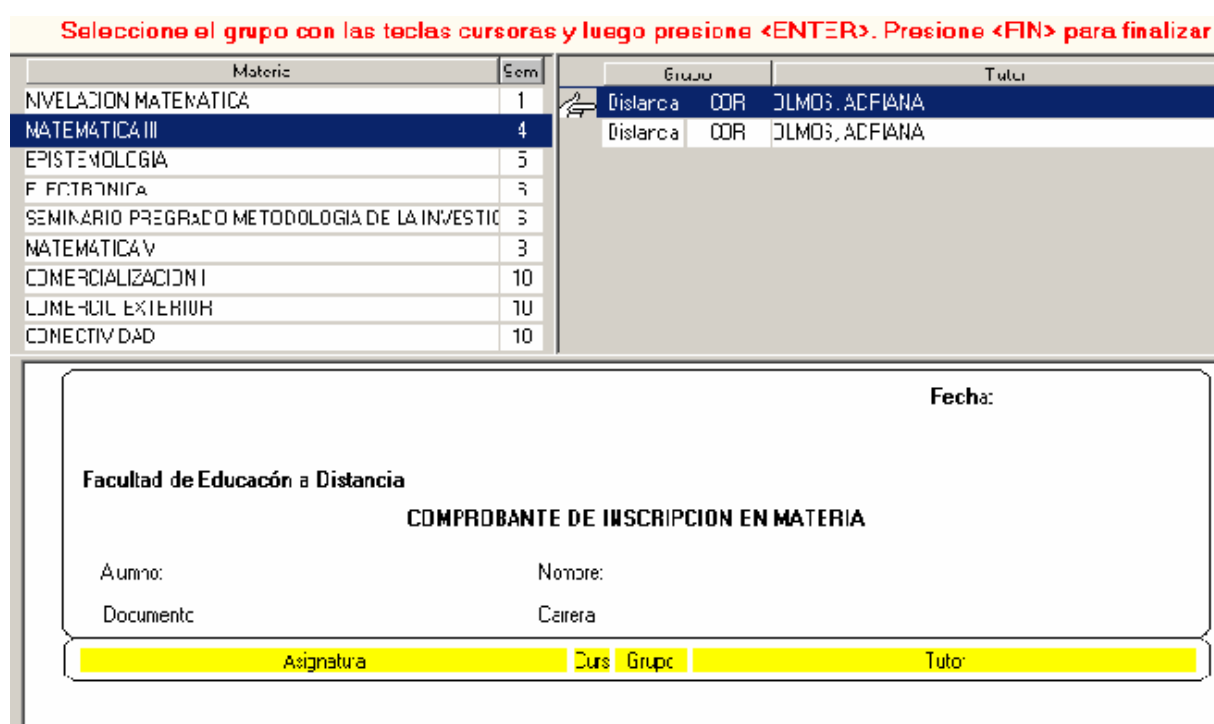 Seleccione el grupo con las teclas cursoras y luego presione <ENTER>. Presione <FIN> para finalizar
Materia Sem
NIVELACION MATEMATICA 1
MATEMATICA III 4
EPISTEMOLOGIA 5
ELECTRONICA
SEMINARIO PREGRADO METODOLOGIA DE LA INVESTIG 6
MATEMATICA V
COMERCIALIZACION I 10
COMERCIO EXTERIOR 10
CONECTIVIDAD 10
Grupo Tutor
Distancia COR OLMOS, ADRIANA
Distancia COR OLMOS, ADRIANA
Fecha:
Facultad de Educacón a Distancia
COMPROBANTE DE INSCRIPCION EN MATERIA
Alumno: Nombre:
Documento Carrera
Asignatura Curs Grupo Tutor